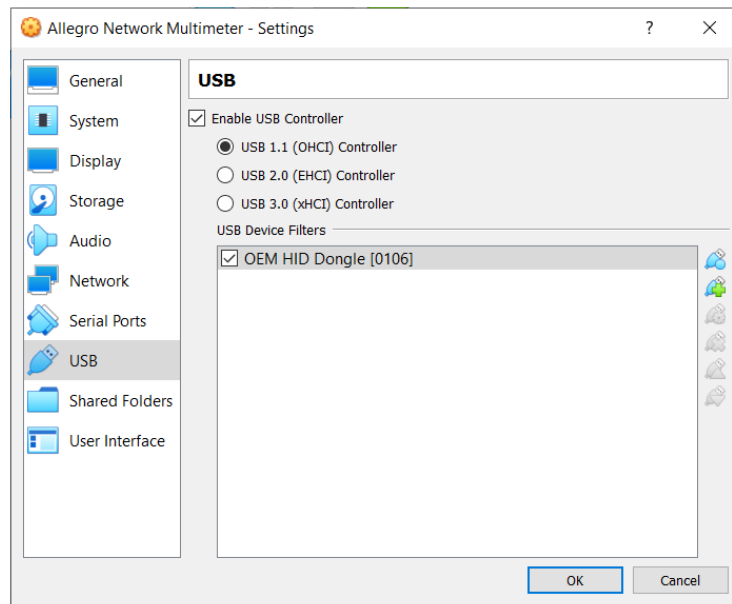 Allegro Network Multimeter - Settings
?
General
System
Display
Storage
Audio
Network
Serial Ports
USB
Shared Folders
User Interface
USB
Enable USB Controller
USB 1.1 (OHCI) Controller
USB 2.0 (EHCI) Controller
USB 3.0 (xHCI) Controller
USB Device Filters
OEM HID Dongle [0106]
OK
Cancel